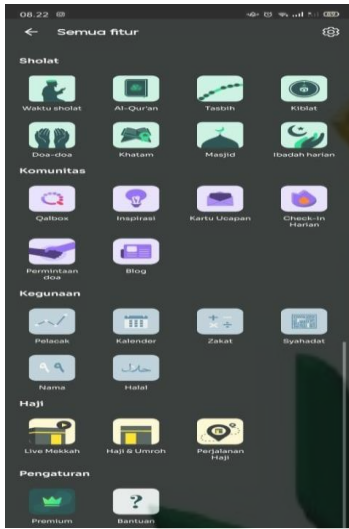 08.22
Semua fitur
Sholat
Waktu sholat Al-Qur'an Tasbih Kiblat
Doa-doa Khatam Masjid Ibadah harian
Komunitas
Qalbox Inspirasi Kartu Ucapan Check-in Harian
Permintaan doa Blog
Kegunaan
Pelacak Kalender Zakat Syahadat
Nama Halal
حلال
Haji
Live Mekkah Haji & Umroh Perjalanan Haji
Pengaturan
Premium Bantuan
?